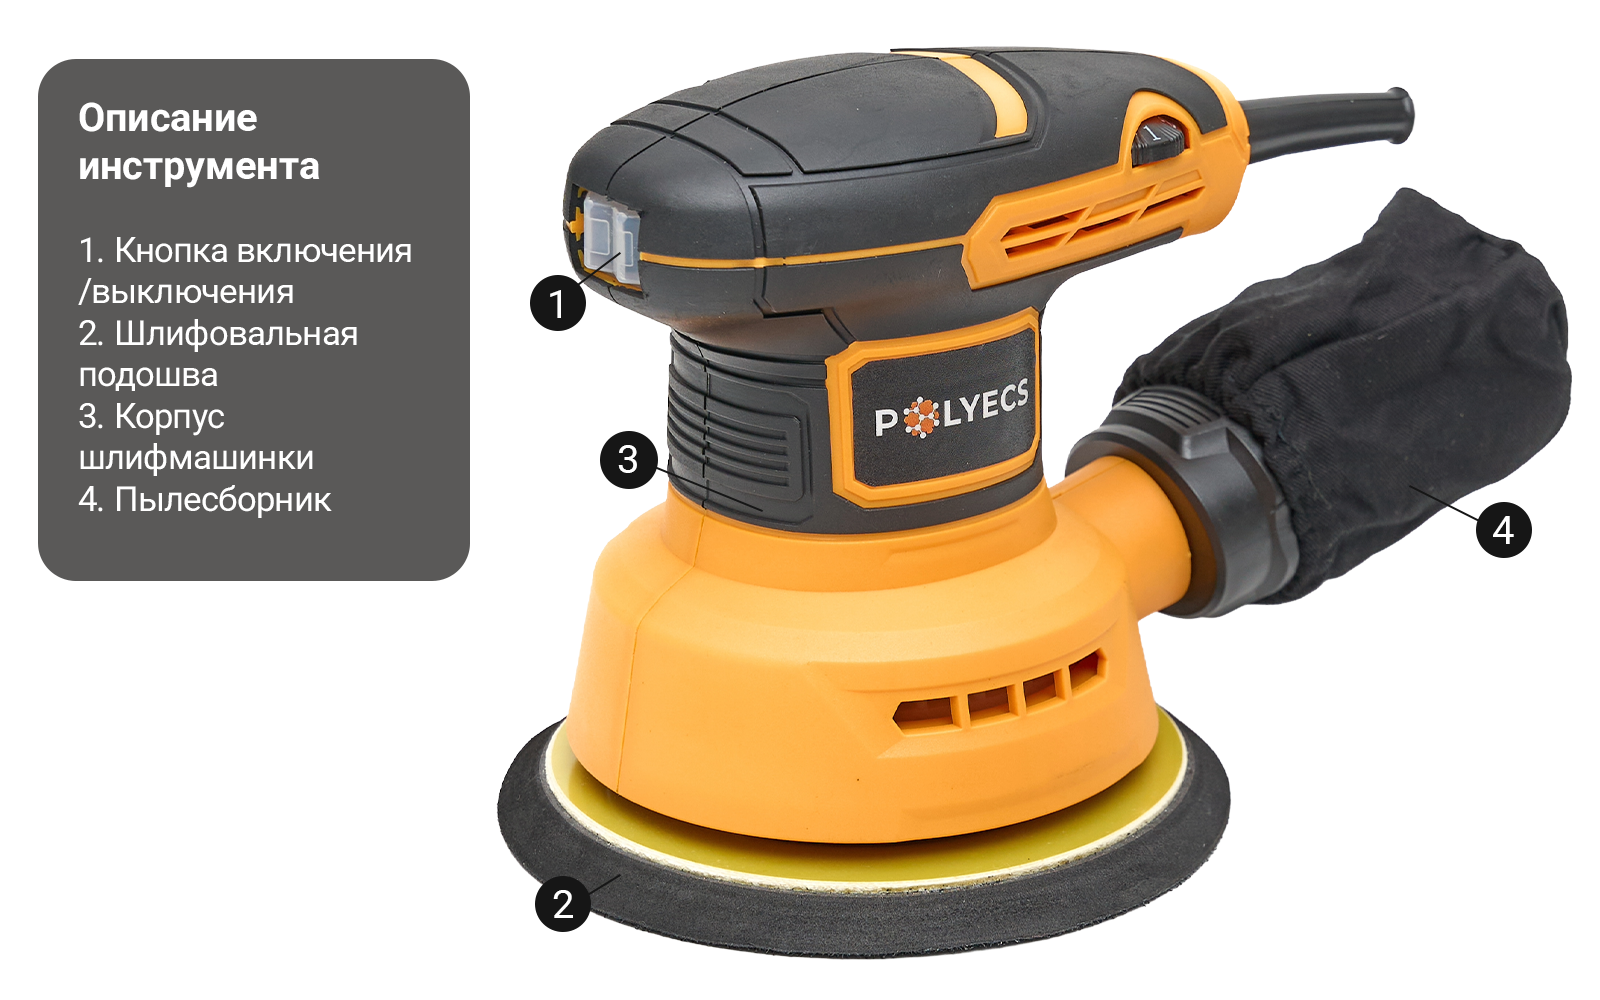 Описание
инструмента
1. Кнопка включения
/выключения
2. Шлифовальная
подошва
3. Корпус
шлифмашинки
4. Пылесборник
1
POLYECS
3
4
2
1